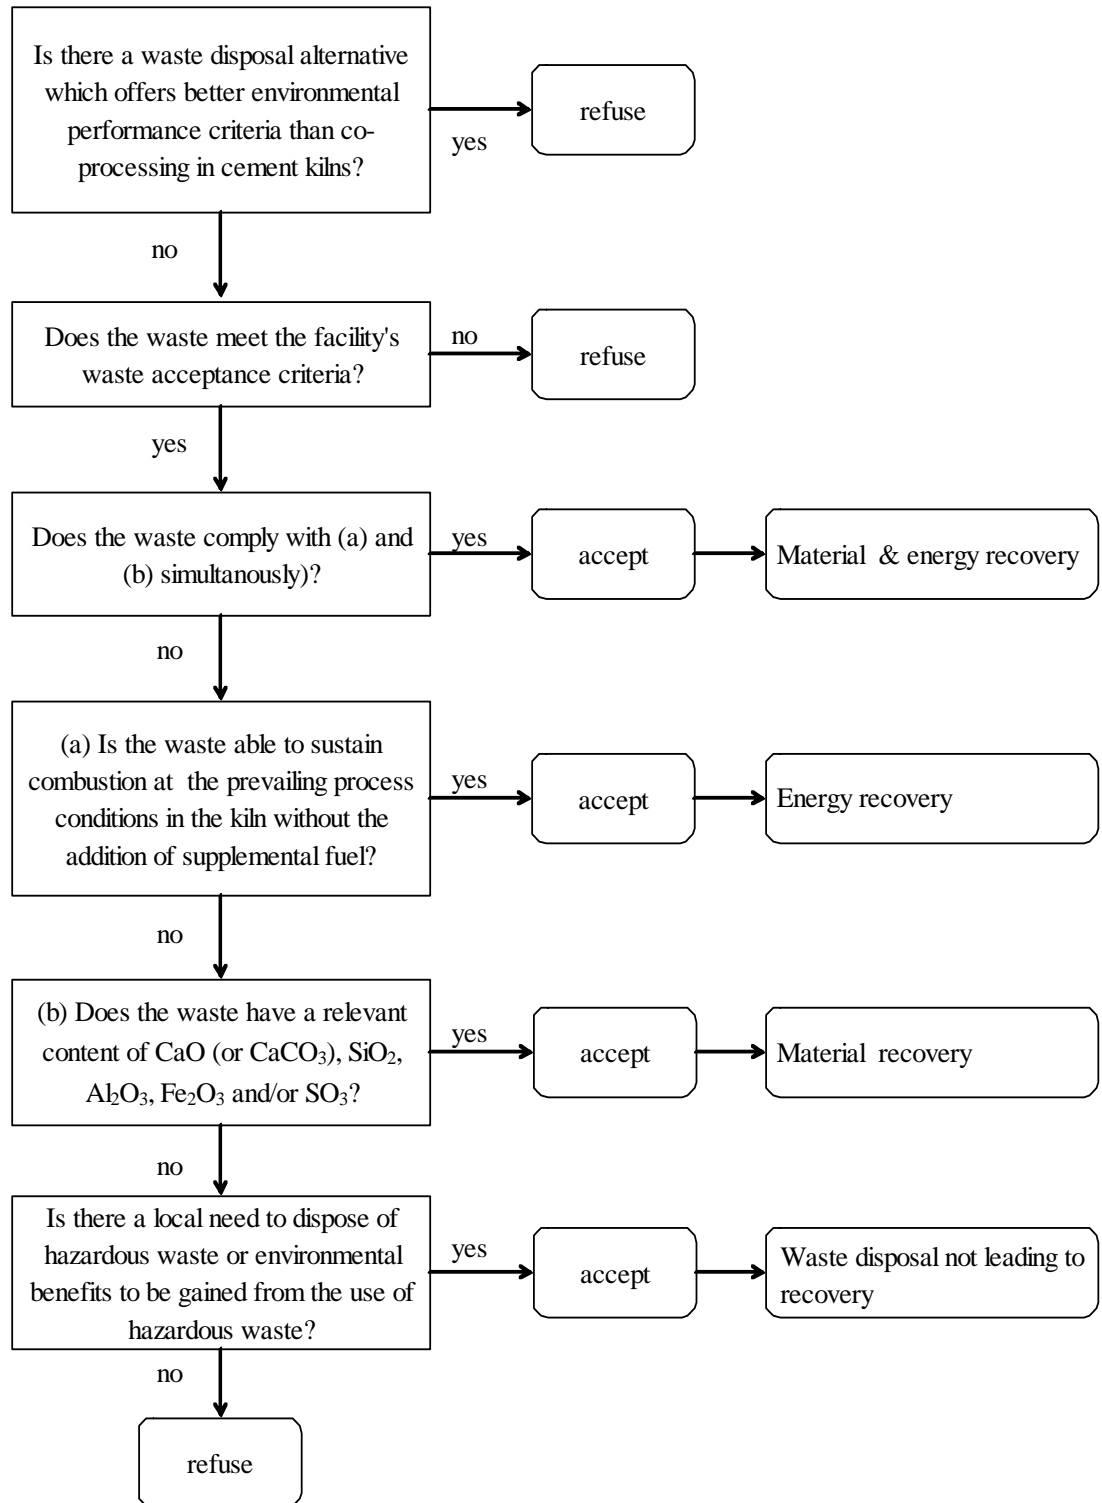 Is there a waste disposal alternative
which offers better environmental
performance criteria than co-
processing in cement kilns?
yes
refuse
no
Does the waste meet the facility's
waste acceptance criteria?
no
refuse
yes
Does the waste comply with (a) and
(b) simultanously)?
yes
accept
Material & energy recovery
no
(a) Is the waste able to sustain
combustion at the prevailing process
conditions in the kiln without the
addition of supplemental fuel?
yes
accept
Energy recovery
no
(b) Does the waste have a relevant
content of CaO (or CaCO₃), SiO₂,
Al₂O₃, Fe₂O₃ and/or SO₃?
yes
accept
Material recovery
no
Is there a local need to dispose of
hazardous waste or environmental
benefits to be gained from the use of
hazardous waste?
yes
accept
Waste disposal not leading to
recovery
no
refuse